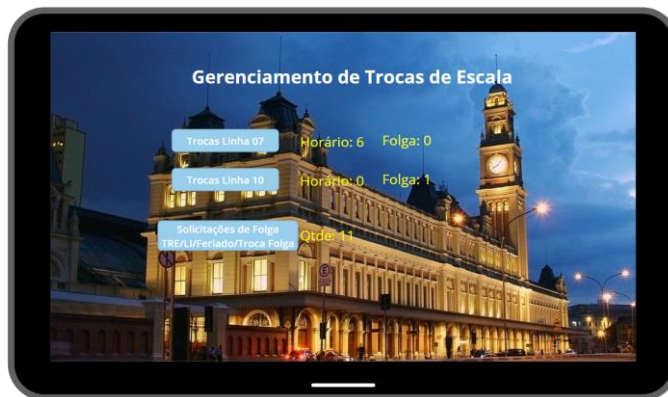 Gerenciamento de Trocas de Escala
Trocas Linha 07 Horário: 6 Folga: 0
Trocas Linha 10 Horário: 0 Folga: 1
Solicitações de Folga
TRE/LI/Feriado/Troca Folga Qtde: 11
E